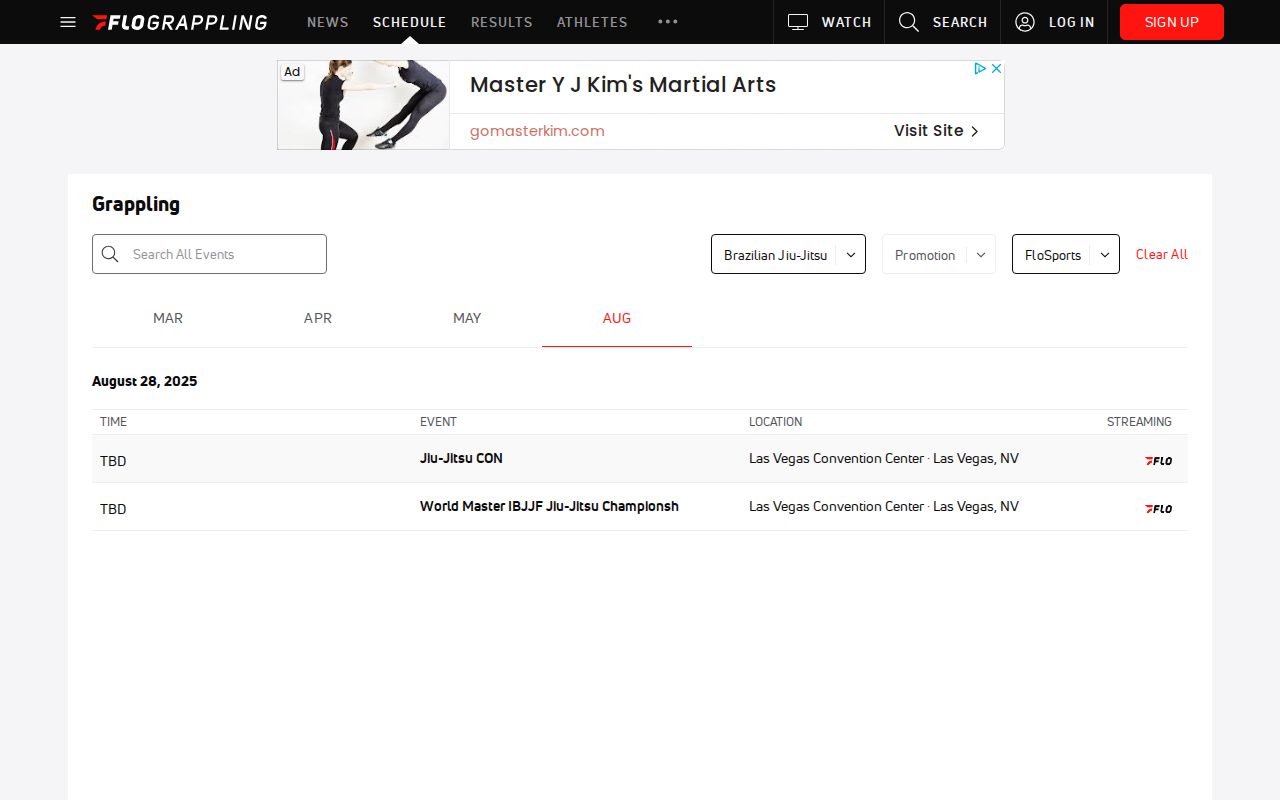 FLOGRAPPLING NEWS SCHEDULE RESULTS ATHLETES ••• WATCH SEARCH LOG IN SIGN UP
Ad
Master Y J Kim's Martial Arts
gomasterkim.com Visit Site
Grappling
Search All Events Brazilian Jiu-Jitsu Promotion FloSports Clear All
MAR APR MAY AUG
August 28, 2025
TIME EVENT LOCATION STREAMING
TBD Jiu-Jitsu CON Las Vegas Convention Center · Las Vegas, NV FLO
TBD World Master IBJJF Jiu-Jitsu Championsh Las Vegas Convention Center · Las Vegas, NV FLO